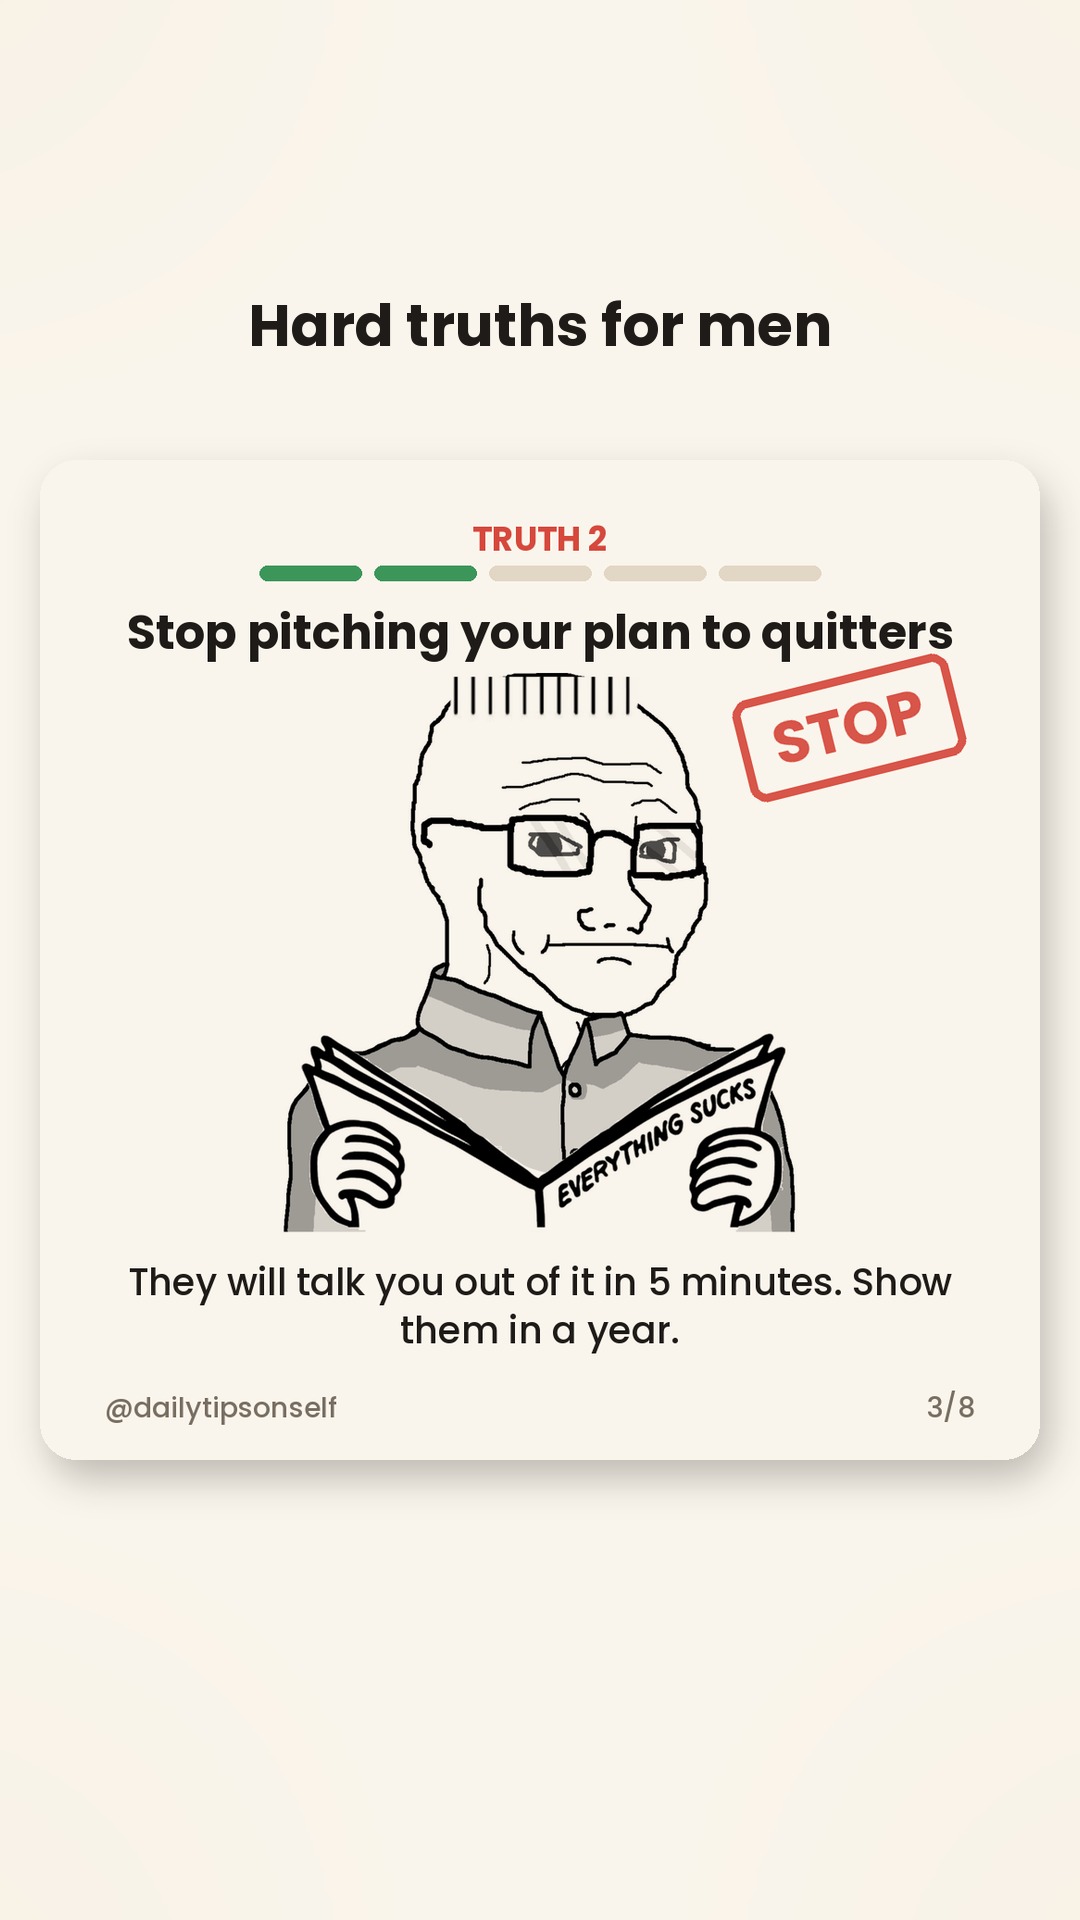 Hard truths for men
TRUTH 2
Stop pitching your plan to quitters
STOP
EVERYTHING SUCKS
They will talk you out of it in 5 minutes. Show
them in a year.
@dailytipsonself
3/8